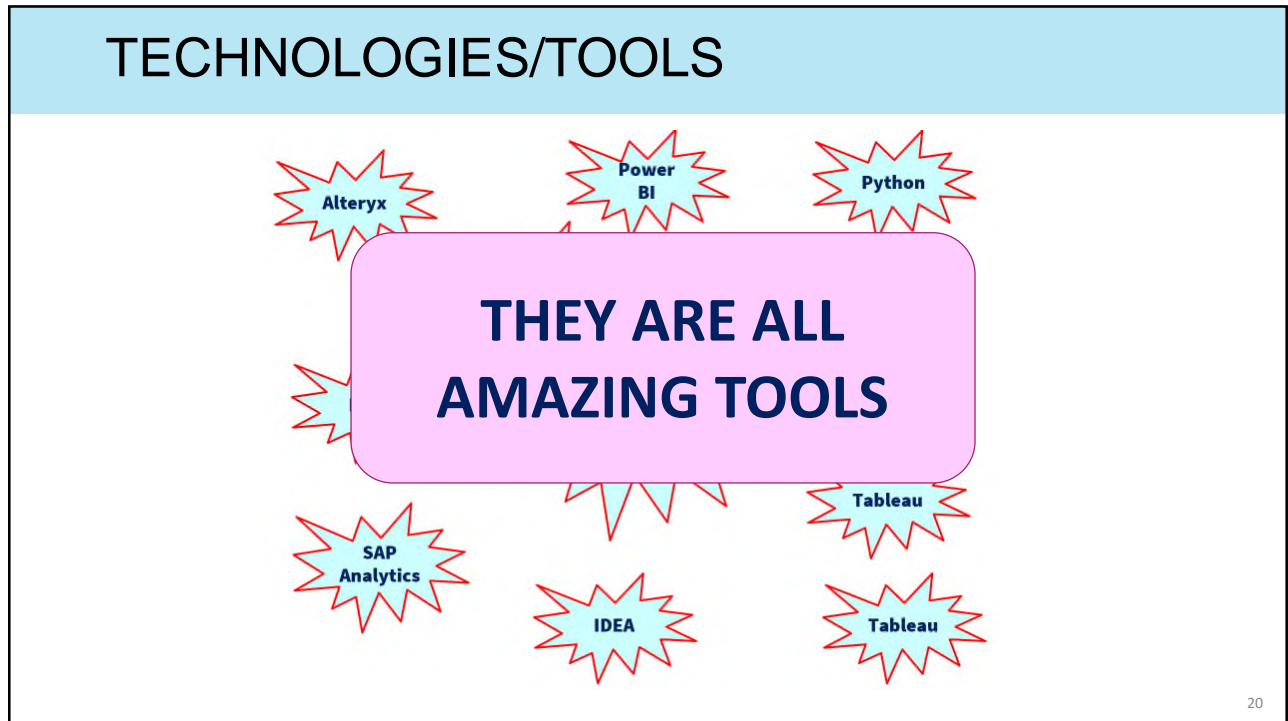 TECHNOLOGIES/TOOLS
Alteryx
Power
BI
Python
THEY ARE ALL
AMAZING TOOLS
Tableau
SAP
Analytics
IDEA
Tableau
20